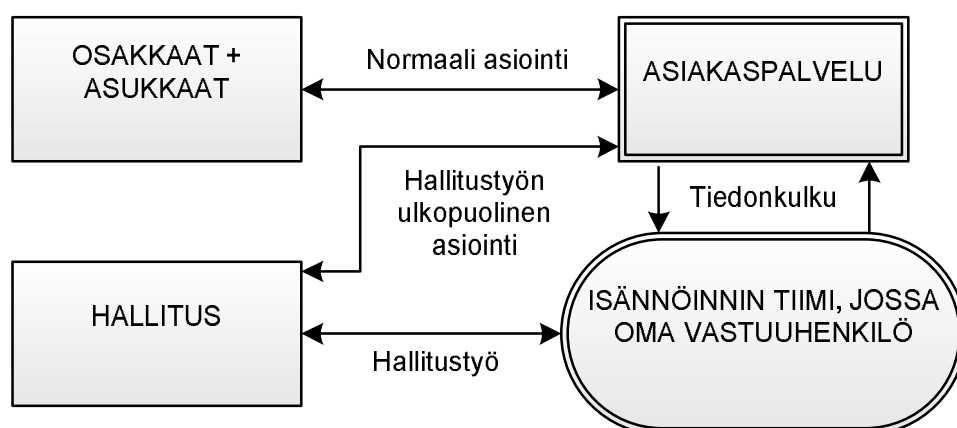 OSAKKAAT +
ASUKKAAT
Normaali asiointi
ASIAKASPALVELU
Hallitustyön
ulkopuolinen
asiointi
Tiedonkulku
HALLITUS
Hallitustyö
ISÄNNÖINNIN TIIMI, JOSSA
OMA VASTUUHENKILÖ